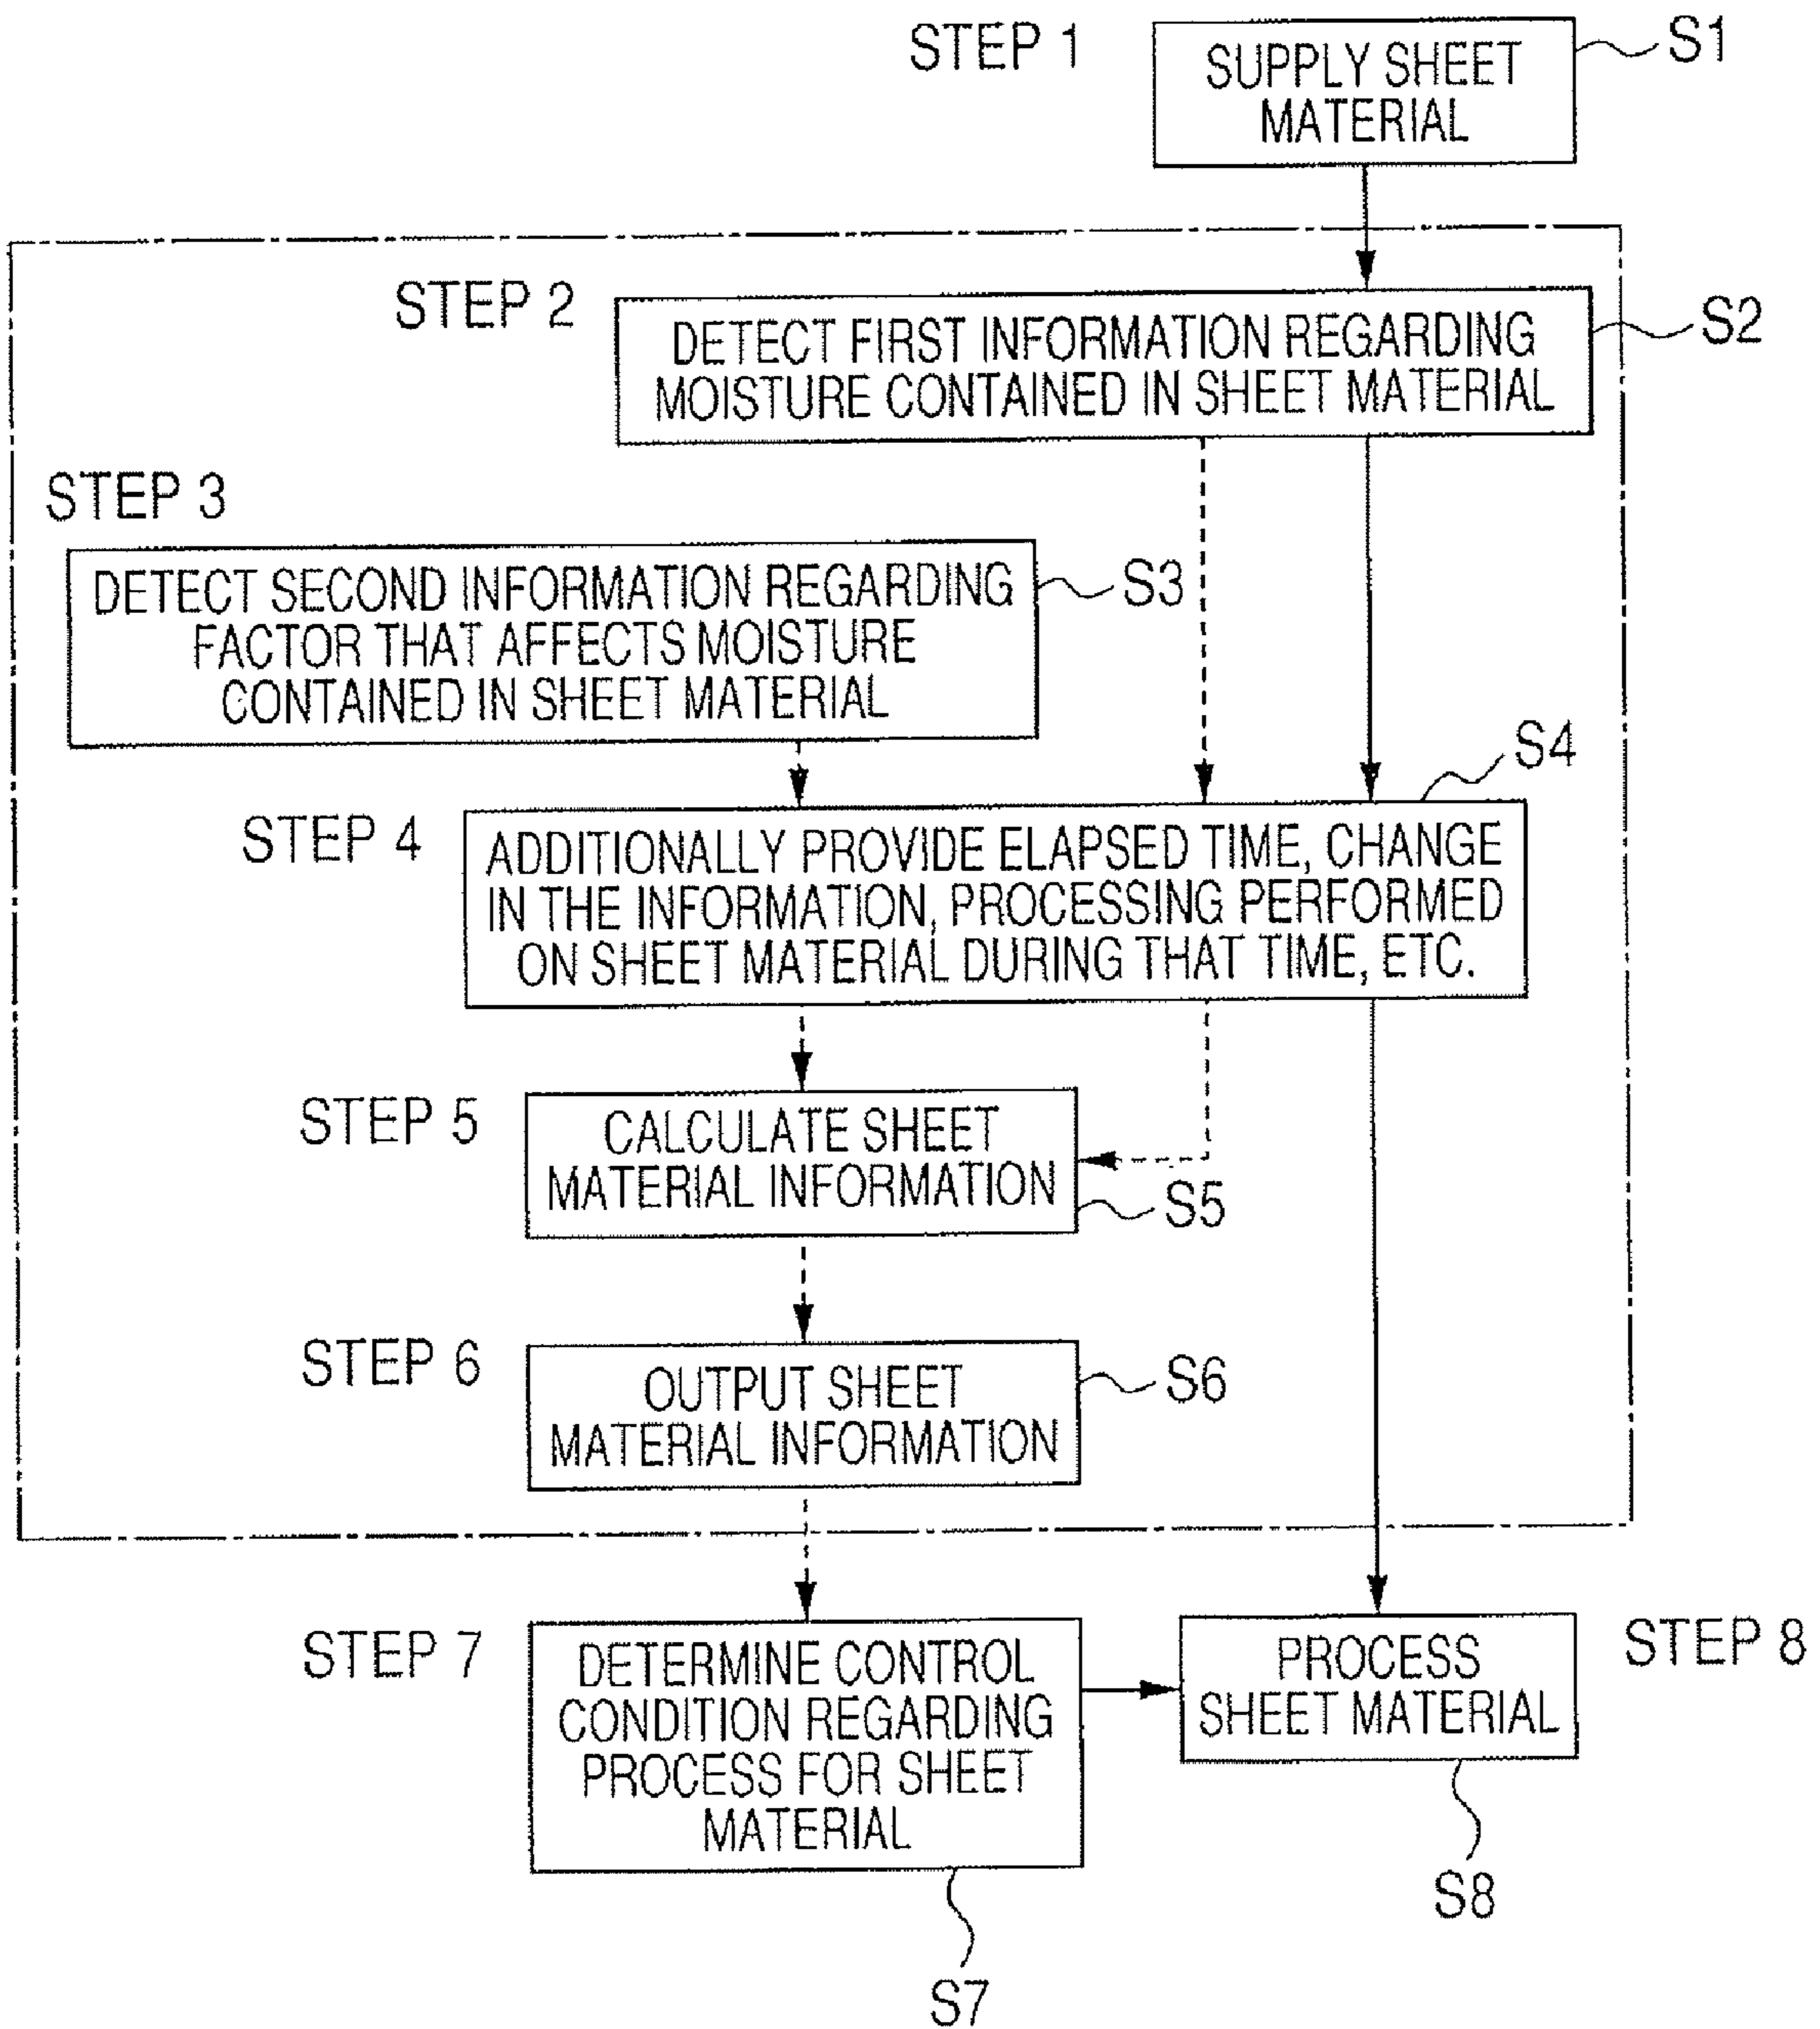 STEP 1
SUPPLY SHEET
MATERIAL
S1
STEP 2
DETECT FIRST INFORMATION REGARDING
MOISTURE CONTAINED IN SHEET MATERIAL
S2
STEP 3
DETECT SECOND INFORMATION REGARDING
FACTOR THAT AFFECTS MOISTURE
CONTAINED IN SHEET MATERIAL
S3
STEP 4
ADDITIONALLY PROVIDE ELAPSED TIME, CHANGE
IN THE INFORMATION, PROCESSING PERFORMED
ON SHEET MATERIAL DURING THAT TIME, ETC.
S4
STEP 5
CALCULATE SHEET
MATERIAL INFORMATION
S5
STEP 6
OUTPUT SHEET
MATERIAL INFORMATION
S6
STEP 7
DETERMINE CONTROL
CONDITION REGARDING
PROCESS FOR SHEET
MATERIAL
S7
PROCESS
SHEET MATERIAL
STEP 8
S8